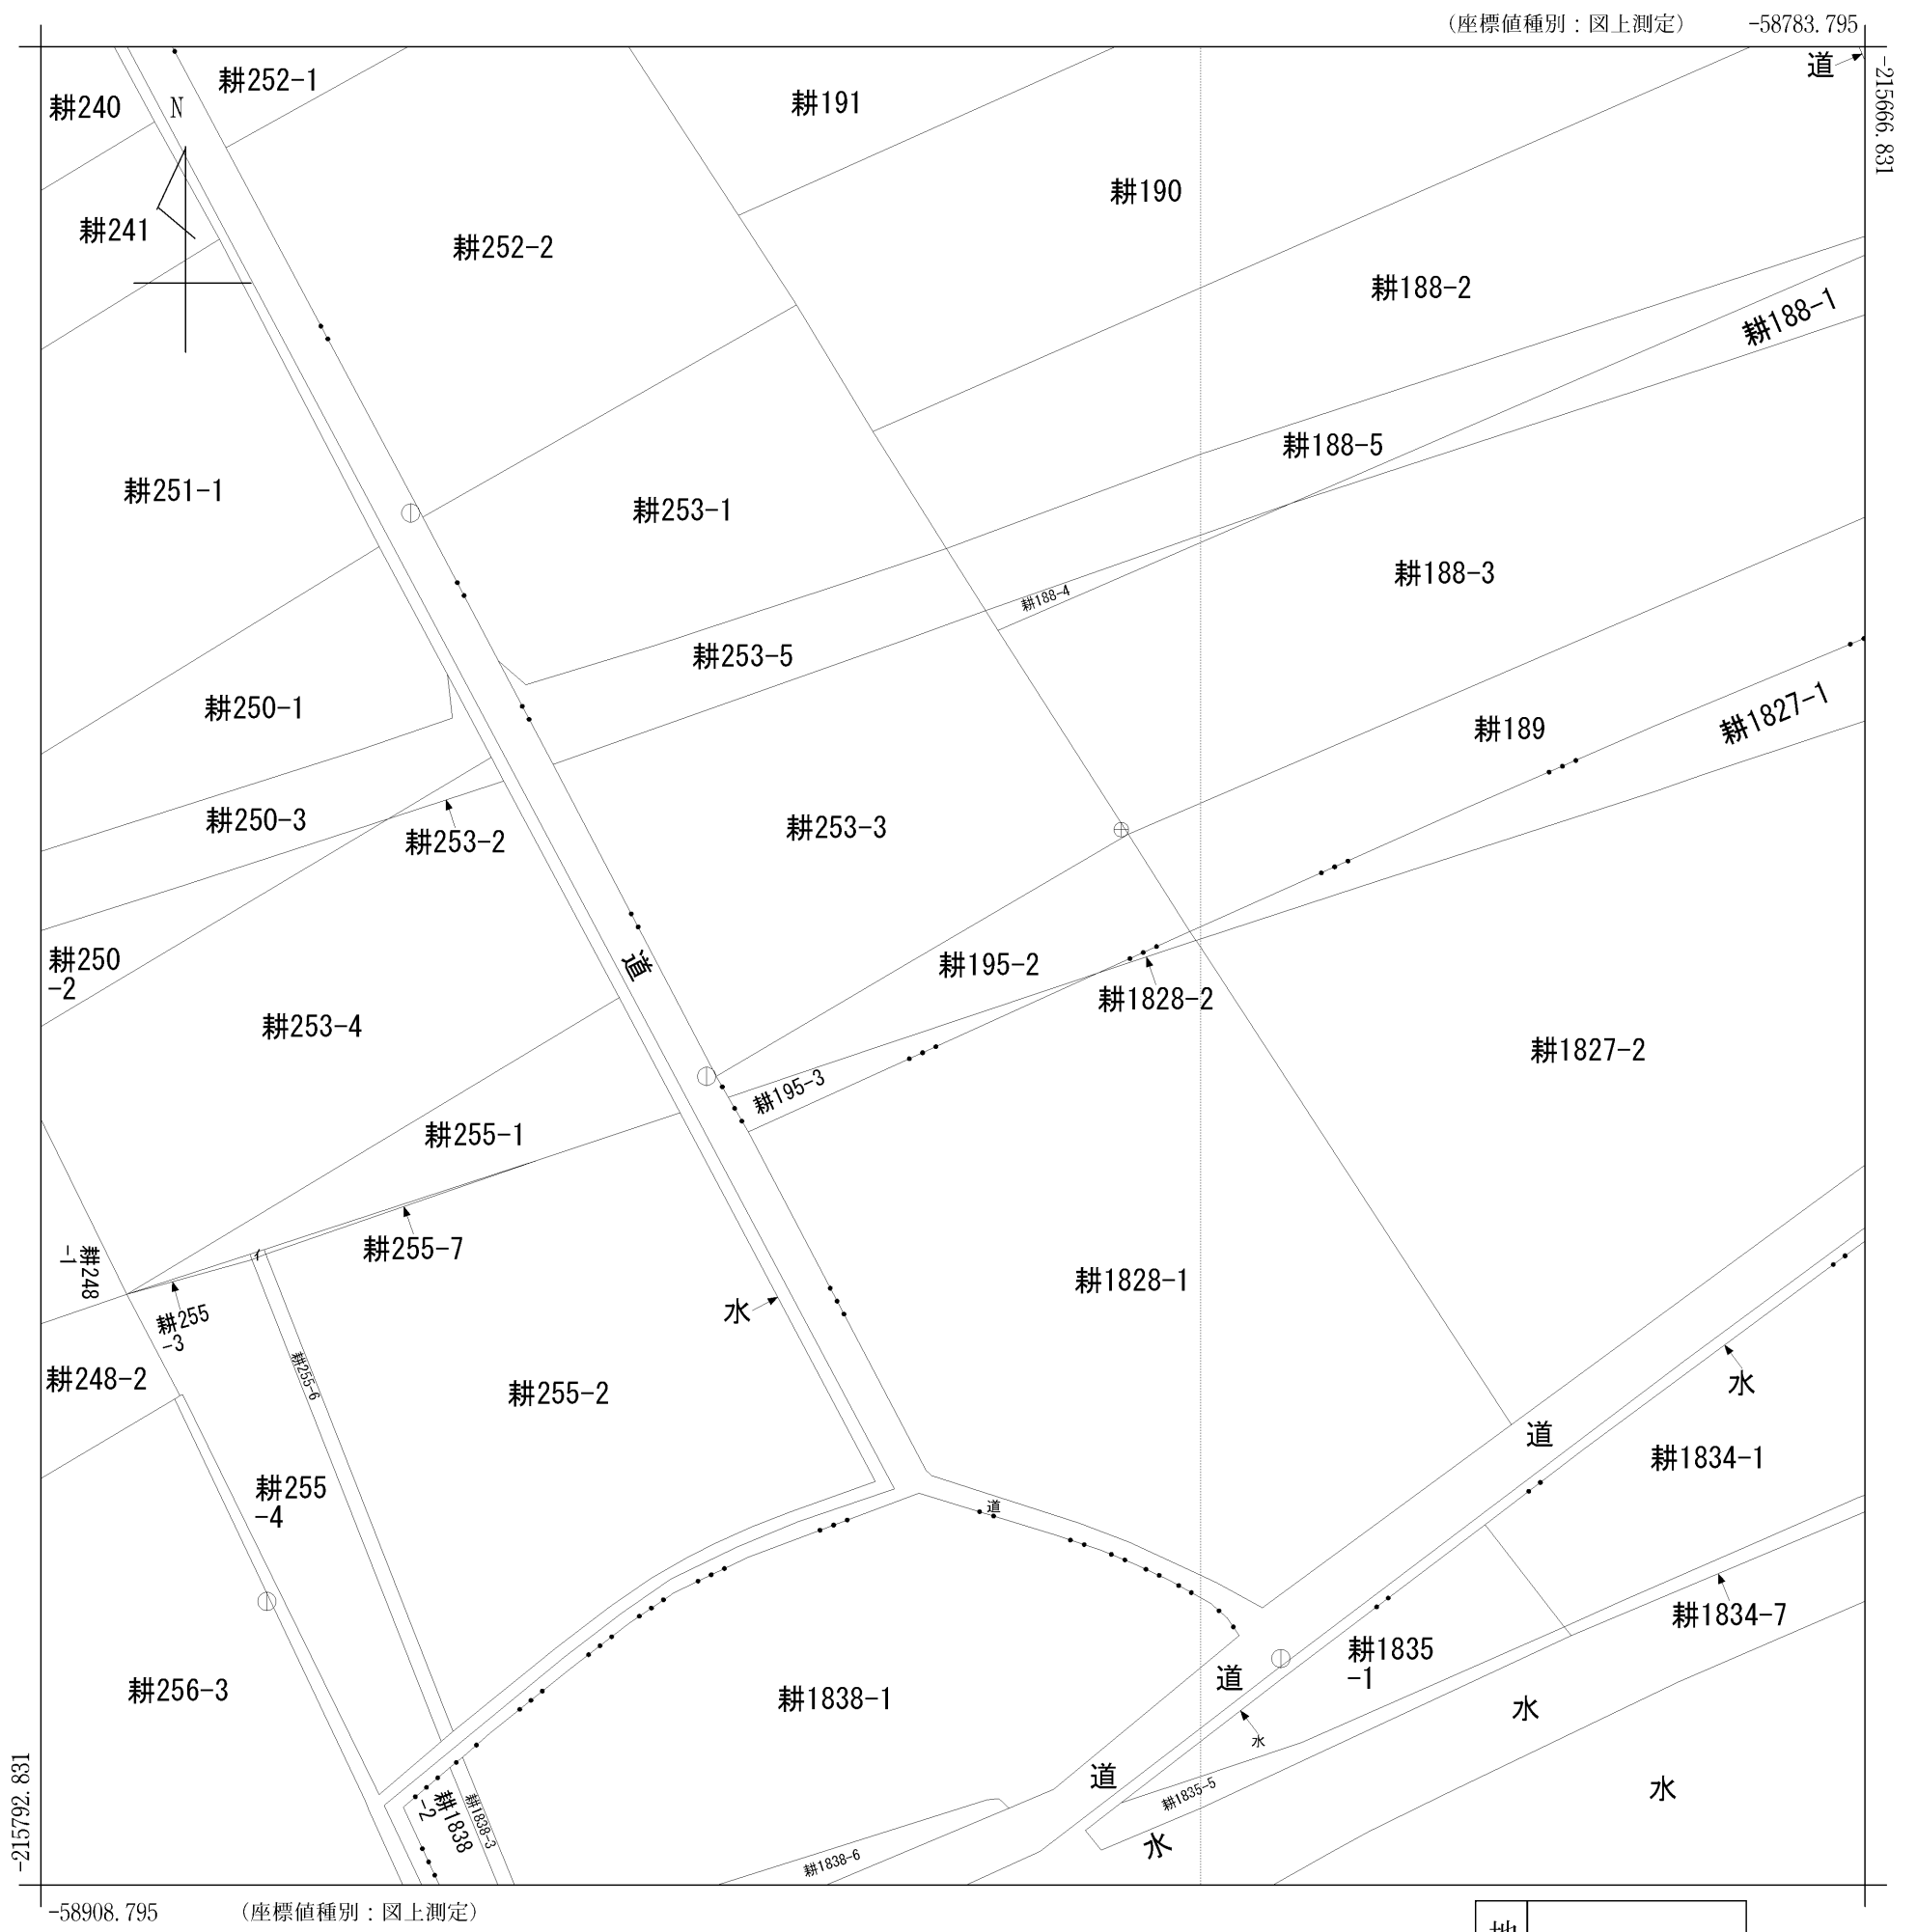 （座標値種別：図上測定） -58783.795
-215666.831
道
耕252-1
耕240
N
耕191
耕190
耕241
耕252-2
耕188-2
耕188-1
耕188-5
耕251-1
耕253-1
耕188-3
耕188-4
耕253-5
耕250-1
耕189
耕1827-1
耕250-3
耕253-2
耕253-3
耕250
-2
道
耕195-2
耕1828-2
耕253-4
耕1827-2
耕195-3
耕255-1
イ
耕255-7
耕248
-1
耕1828-1
水
耕255
-3
耕255-6
耕248-2
耕255-2
水
道
耕1834-1
耕255
-4
道
耕1834-7
耕1835
-1
耕256-3
耕1838-1
道
水
水
道
水
耕1835-5
耕1838
-2
耕1838-3
水
耕1838-6
-215792.831
-58908.795 （座標値種別：図上測定）